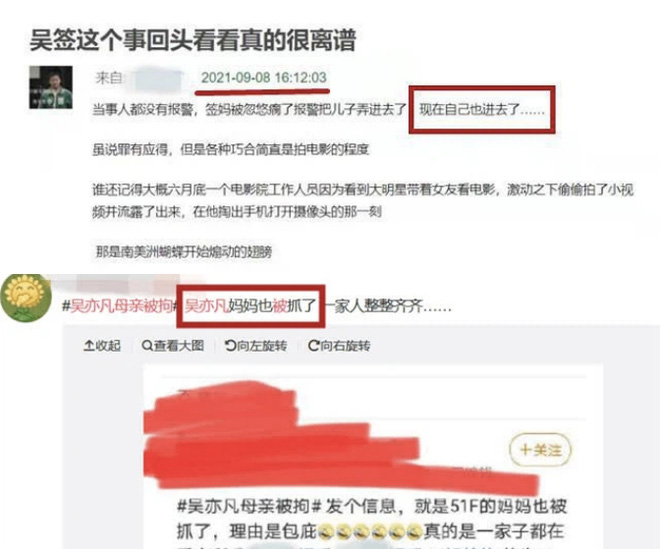 吴签这个事回头看看真的很离谱
来自:
2021-09-08 16:12:03
当事人都没有报警，签妈被忽悠瘸了报警把儿子弄进去了，现在自己也进去了……
虽说罪有应得，但是各种巧合简直是拍电影的程度
谁还记得大概六月底一个电影院工作人员因为看到大明星带着女友看电影，激动之下偷偷拍了小视
频并流露了出来，在他掏出手机打开摄像头的那一刻
那是南美洲蝴蝶开始煽动的翅膀
#吴亦凡母亲被拘# 吴亦凡妈妈也被抓了 一家人整整齐齐……
收起 查看大图 向左旋转 向右旋转
+关注
#吴亦凡母亲被拘# 发个信息，就是51F的妈妈也被
抓了，理由是包庇 真的是一家子都在